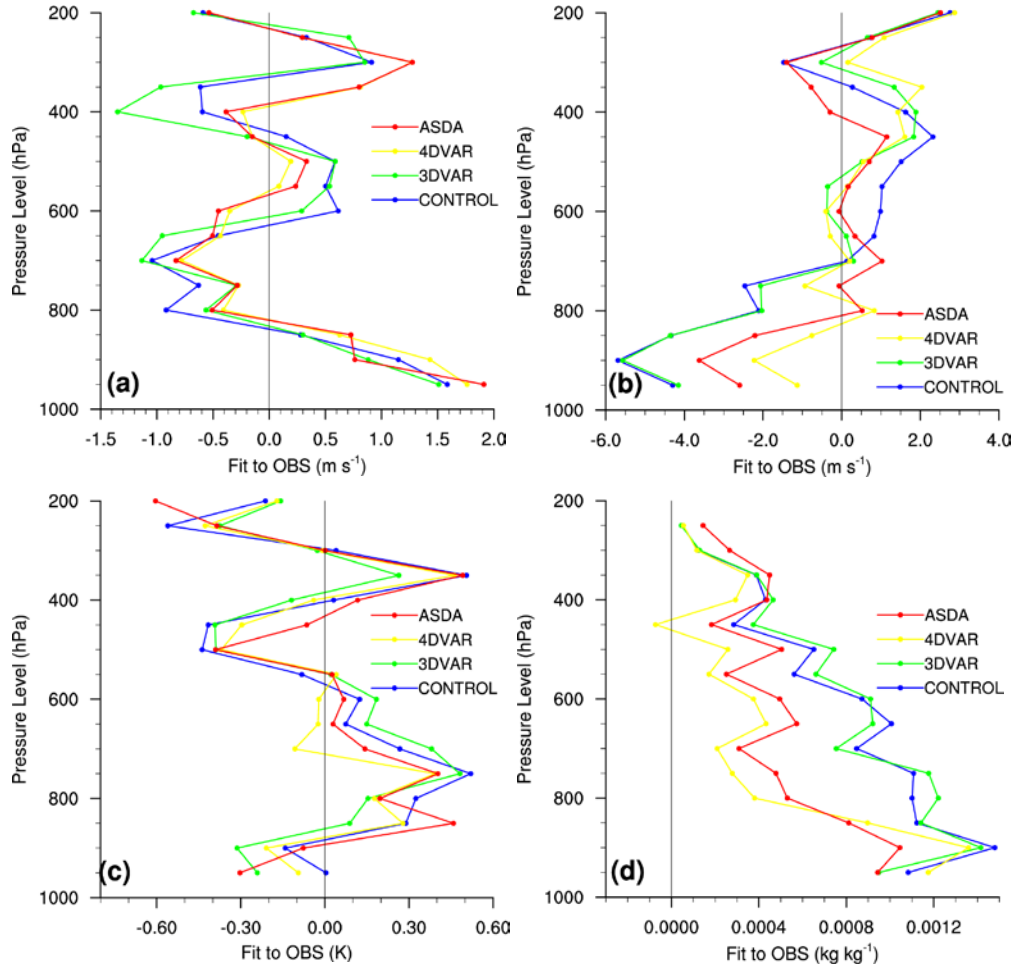 200
400
600
800
1000
Pressure Level (hPa)
ASDA
4DVAR
3DVAR
CONTROL
(a)
-1.5 -1.0 -0.5 0.0 0.5 1.0 1.5 2.0
Fit to OBS (m s-1)
200
400
600
800
1000
Pressure Level (hPa)
ASDA
4DVAR
3DVAR
CONTROL
(b)
-6.0 -4.0 -2.0 0.0 2.0 4.0
Fit to OBS (m s-1)
200
400
600
800
1000
Pressure Level (hPa)
ASDA
4DVAR
3DVAR
CONTROL
(c)
-0.60 -0.30 0.00 0.30 0.60
Fit to OBS (K)
200
400
600
800
1000
Pressure Level (hPa)
ASDA
4DVAR
3DVAR
CONTROL
(d)
0.0000 0.0004 0.0008 0.0012
Fit to OBS (kg kg-1)